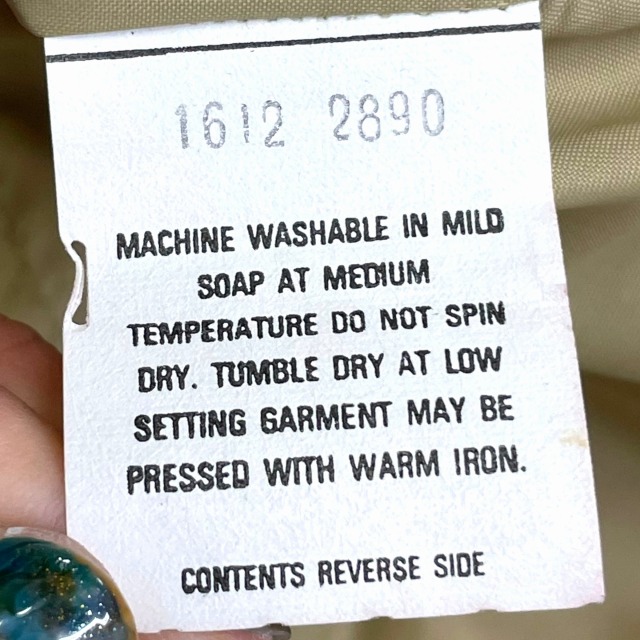 1612 2890
MACHINE WASHABLE IN MILD
SOAP AT MEDIUM
TEMPERATURE DO NOT SPIN
DRY. TUMBLE DRY AT LOW
SETTING GARMENT MAY BE
PRESSED WITH WARM IRON.
CONTENTS REVERSE SIDE